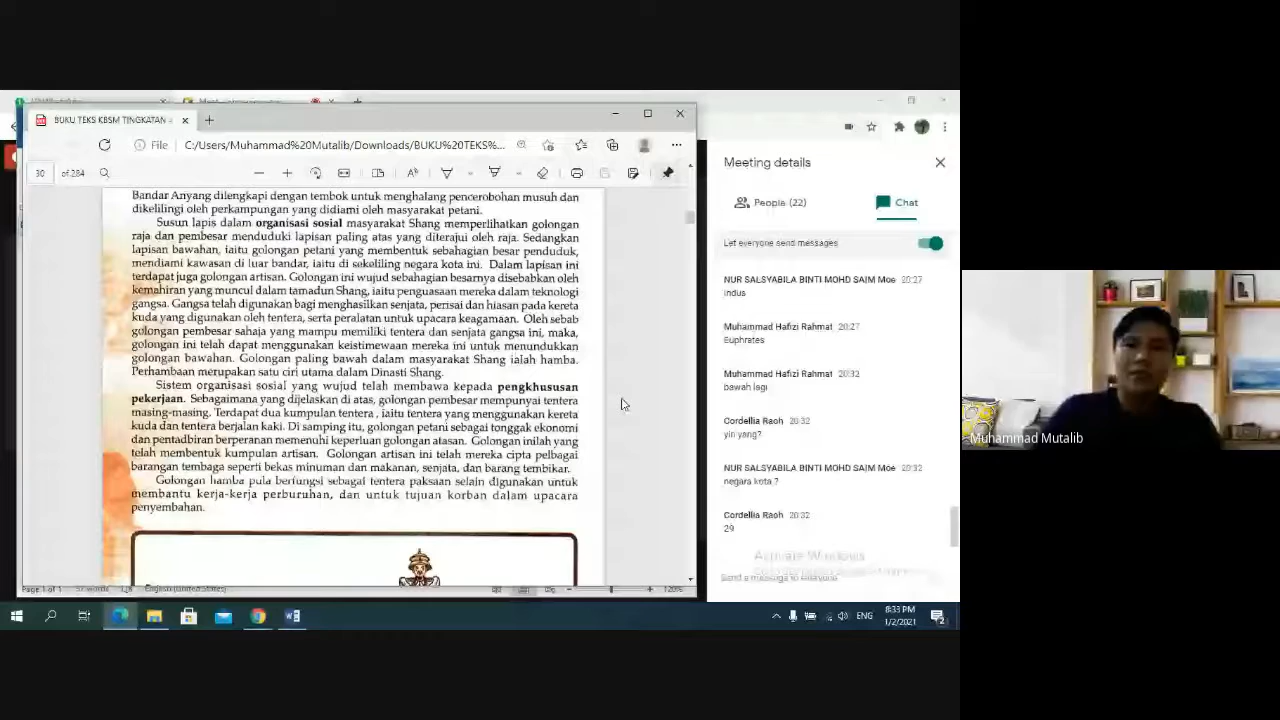 BUKU TEKS KBSM TINGKATAN
File
C:/Users/Muhammad%20Mutalib/Downloads/BUKU%20TEKS%...
30 of 284
Bandar Anyang dilengkapi dengan tembok untuk menghalang pencerobohan musuh dan
dikelilingi oleh perkampungan yang didiami oleh masyarakat petani.
Susun lapis dalam organisasi sosial masyarakat Shang memperlihatkan golongan
raja dan pembesar menduduki lapisan paling atas yang diterajui oleh raja. Sedangkan
lapisan bawahan, iaitu golongan petani yang membentuk sebahagian besar penduduk,
mendiami kawasan di luar bandar, iaitu di sekeliling negara kota ini. Dalam lapisan ini
terdapat juga golongan artisan. Golongan ini wujud sebahagian besarnya disebabkan oleh
kemahiran yang muncul dalam tamadun Shang, iaitu penguasaan mereka dalam teknologi
gangsa. Gangsa telah digunakan bagi menghasilkan senjata, perisai dan hiasan pada kereta
kuda yang digunakan oleh tentera, serta peralatan untuk upacara keagamaan. Oleh sebab
golongan pembesar sahaja yang mampu memiliki tentera dan senjata gangsa ini, maka,
golongan ini telah dapat menggunakan keistimewaan mereka ini untuk menundukkan
golongan bawahan. Golongan paling bawah dalam masyarakat Shang ialah hamba.
Perhambaan merupakan satu ciri utama dalam Dinasti Shang.
Sistem organisasi sosial yang wujud telah membawa kepada pengkhususan
pekerjaan. Sebagaimana yang dijelaskan di atas, golongan pembesar mempunyai tentera
masing-masing. Terdapat dua kumpulan tentera , iaitu tentera yang menggunakan kereta
kuda dan tentera berjalan kaki. Di samping itu, golongan petani sebagai tonggak ekonomi
dan pentadbiran berperanan memenuhi keperluan golongan atasan. Golongan inilah yang
telah membentuk kumpulan artisan. Golongan artisan ini telah mereka cipta pelbagai
barangan tembaga seperti bekas minuman dan makanan, senjata, dan barang tembikar.
Golongan hamba pula berfungsi sebagai tentera paksaan selain digunakan untuk
membantu kerja-kerja perburuhan, dan untuk tujuan korban dalam upacara
penyembahan.
Page 1 of 1
words
English (United States)
120%
Meeting details
People (22)
Chat
Let everyone send messages
NUR SALSYABILA BINTI MOHD SAIM Moe 20:27
indus
Muhammad Hafizi Rahmat 20:27
Euphrates
Muhammad Hafizi Rahmat 20:32
bawah lagi
Cordellia Raoh 20:32
yin yang?
NUR SALSYABILA BINTI MOHD SAIM Moe 20:32
negara kota ?
Cordellia Raoh 20:32
29
Activate Windows
Send a message to everyone
ENG
8:33 PM
1/2/2021
Muhammad Mutalib